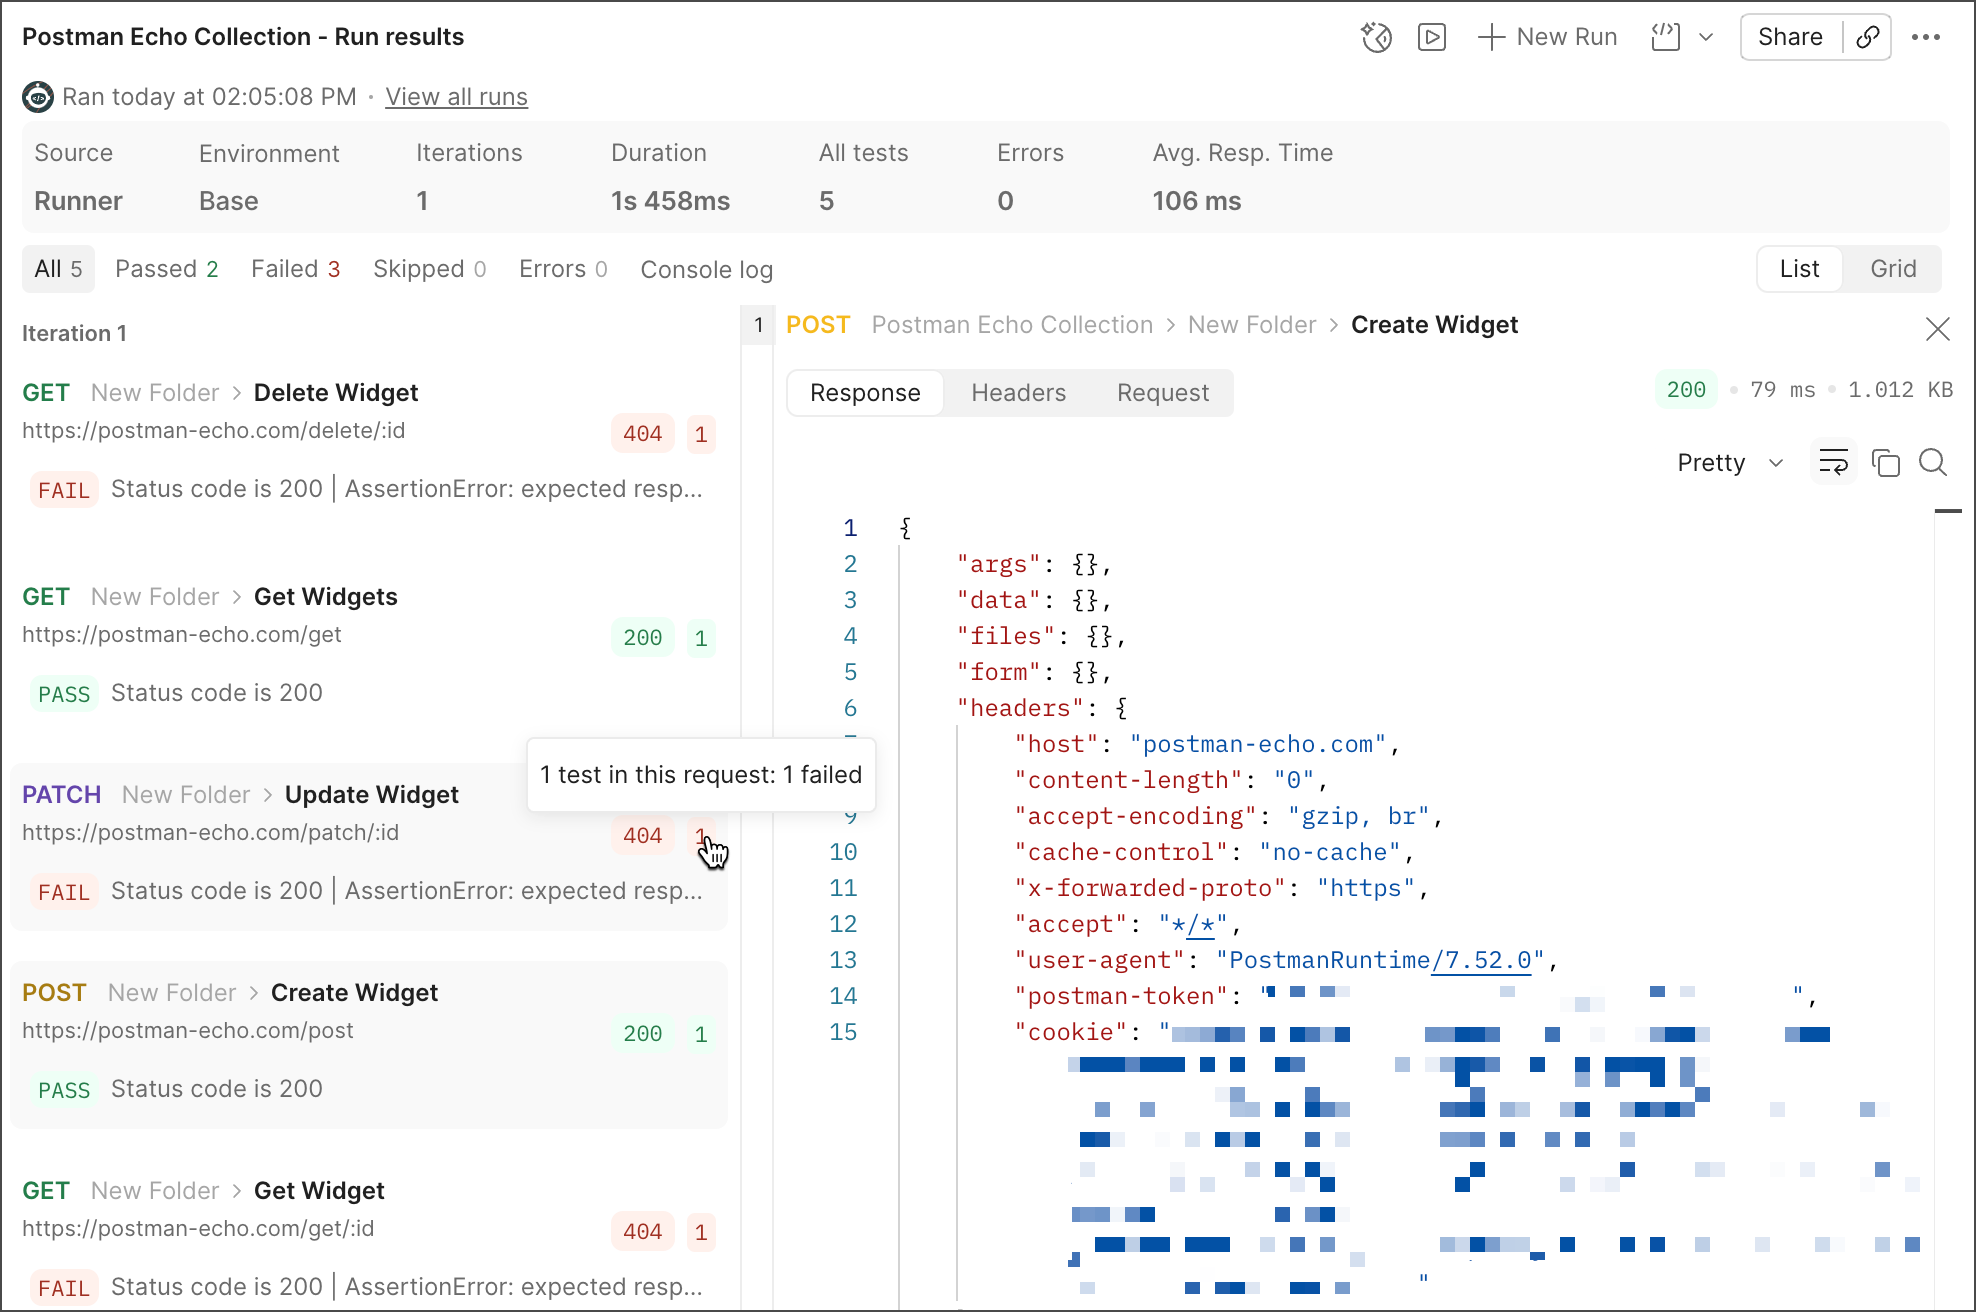 Postman Echo Collection - Run results
New Run
Share
Ran today at 02:05:08 PM · View all runs
Source Environment Iterations Duration All tests Errors Avg. Resp. Time
Runner Base 1 1s 458ms 5 0 106 ms
All 5 Passed 2 Failed 3 Skipped 0 Errors 0 Console log
List Grid
Iteration 1
GET New Folder > Delete Widget
https://postman-echo.com/delete/:id
404 1
FAIL Status code is 200 | AssertionError: expected resp...
GET New Folder > Get Widgets
https://postman-echo.com/get
200 1
PASS Status code is 200
1 test in this request: 1 failed
PATCH New Folder > Update Widget
https://postman-echo.com/patch/:id
404 1
FAIL Status code is 200 | AssertionError: expected resp...
POST New Folder > Create Widget
https://postman-echo.com/post
200 1
PASS Status code is 200
GET New Folder > Get Widget
https://postman-echo.com/get/:id
404 1
FAIL Status code is 200 | AssertionError: expected resp...
1
POST Postman Echo Collection > New Folder > Create Widget
Response Headers Request
200 • 79 ms • 1.012 KB
Pretty
1 {
2 "args": {},
3 "data": {},
4 "files": {},
5 "form": {},
6 "headers": {
"host": "postman-echo.com",
"content-length": "0",
9 "accept-encoding": "gzip, br",
10 "cache-control": "no-cache",
11 "x-forwarded-proto": "https",
12 "accept": "*/*",
13 "user-agent": "PostmanRuntime/7.52.0",
14 "postman-token": " ",
15 "cookie": "
"